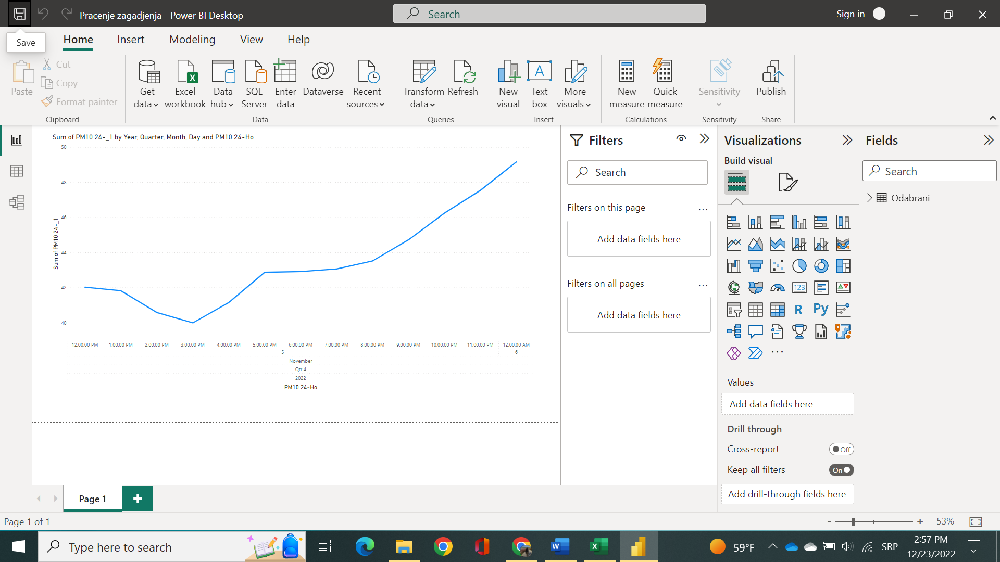 Pracenje zagadjenja - Power BI Desktop
Search
Sign in
Save
Home
Insert
Modeling
View
Help
Paste
Cut
Copy
Format painter
Clipboard
Get data
Excel workbook
Data hub
SQL Server
Enter data
Dataverse
Recent sources
Data
Transform data
Refresh
Queries
New visual
Text box
More visuals
Insert
New measure
Quick measure
Calculations
Sensitivity
Sensitivity
Publish
Share
Sum of PM10 24-_1 by Year, Quarter, Month, Day and PM10 24-Ho
50
48
46
44
42
40
Sum of PM10 24-_1
12:00:00 PM 1:00:00 PM 2:00:00 PM 3:00:00 PM 4:00:00 PM 5:00:00 PM 6:00:00 PM 7:00:00 PM 8:00:00 PM 9:00:00 PM 10:00:00 PM 11:00:00 PM 12:00:00 AM
5 6
November
Qtr 4
2022
PM10 24-Ho
Filters
Search
Filters on this page ...
Add data fields here
Filters on all pages ...
Add data fields here
Visualizations
Build visual
123
R
Py
...
Values
Add data fields here
Drill through
Cross-report Off
Keep all filters On
Add drill-through fields here
Fields
Search
Odabrani
Page 1
+
Page 1 of 1
- + 53%
Type here to search
59°F
SRP
2:57 PM
12/23/2022